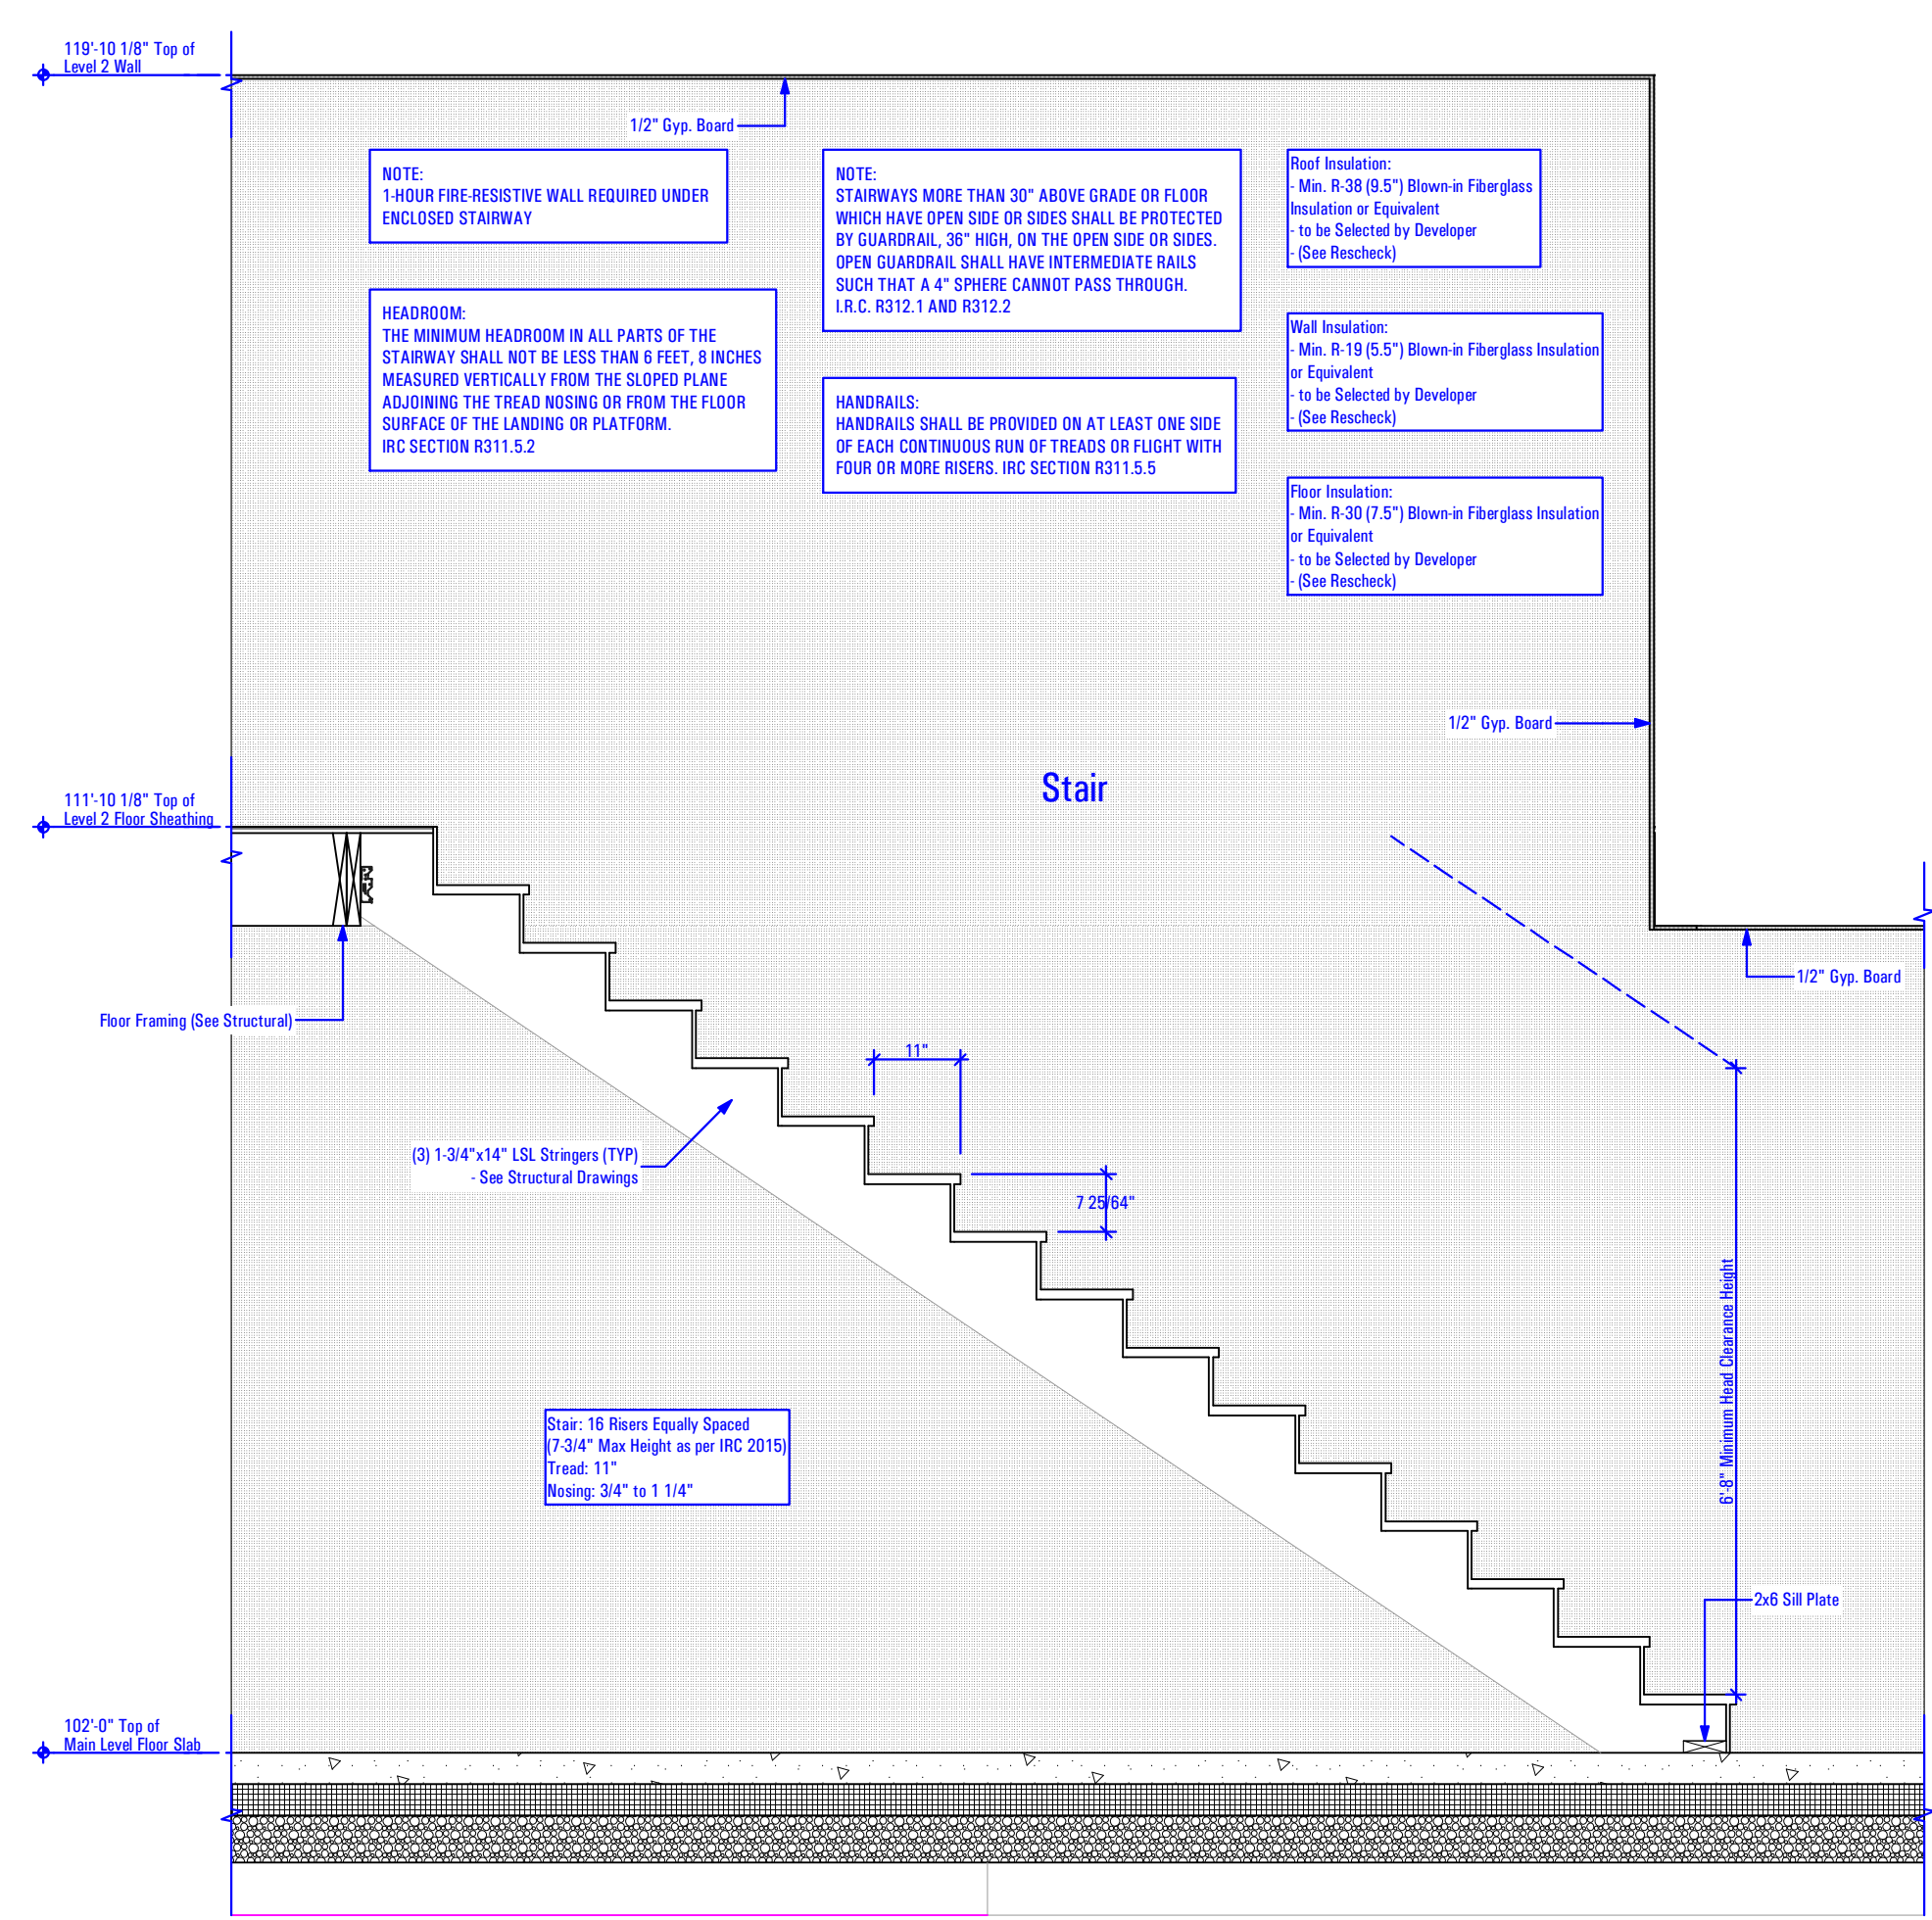 119'-10 1/8" Top of
Level 2 Wall
1/2" Gyp. Board
NOTE:
1-HOUR FIRE-RESISTIVE WALL REQUIRED UNDER
ENCLOSED STAIRWAY
HEADROOM:
THE MINIMUM HEADROOM IN ALL PARTS OF THE
STAIRWAY SHALL NOT BE LESS THAN 6 FEET, 8 INCHES
MEASURED VERTICALLY FROM THE SLOPED PLANE
ADJOINING THE TREAD NOSING OR FROM THE FLOOR
SURFACE OF THE LANDING OR PLATFORM.
IRC SECTION R311.5.2
NOTE:
STAIRWAYS MORE THAN 30" ABOVE GRADE OR FLOOR
WHICH HAVE OPEN SIDE OR SIDES SHALL BE PROTECTED
BY GUARDRAIL, 36" HIGH, ON THE OPEN SIDE OR SIDES.
OPEN GUARDRAIL SHALL HAVE INTERMEDIATE RAILS
SUCH THAT A 4" SPHERE CANNOT PASS THROUGH.
I.R.C. R312.1 AND R312.2
HANDRAILS:
HANDRAILS SHALL BE PROVIDED ON AT LEAST ONE SIDE
OF EACH CONTINUOUS RUN OF TREADS OR FLIGHT WITH
FOUR OR MORE RISERS. IRC SECTION R311.5.5
Roof Insulation:
- Min. R-38 (9.5") Blown-in Fiberglass
Insulation or Equivalent
- to be Selected by Developer
- (See Rescheck)
Wall Insulation:
- Min. R-19 (5.5") Blown-in Fiberglass Insulation
or Equivalent
- to be Selected by Developer
- (See Rescheck)
Floor Insulation:
- Min. R-30 (7.5") Blown-in Fiberglass Insulation
or Equivalent
- to be Selected by Developer
- (See Rescheck)
1/2" Gyp. Board
Stair
111'-10 1/8" Top of
Level 2 Floor Sheathing
1/2" Gyp. Board
Floor Framing (See Structural)
11"
(3) 1-3/4"x14" LSL Stringers (TYP)
- See Structural Drawings
7 25/64"
6'-8" Minimum Head Clearance Height
Stair: 16 Risers Equally Spaced
(7-3/4" Max Height as per IRC 2015)
Tread: 11"
Nosing: 3/4" to 1 1/4"
2x6 Sill Plate
102'-0" Top of
Main Level Floor Slab